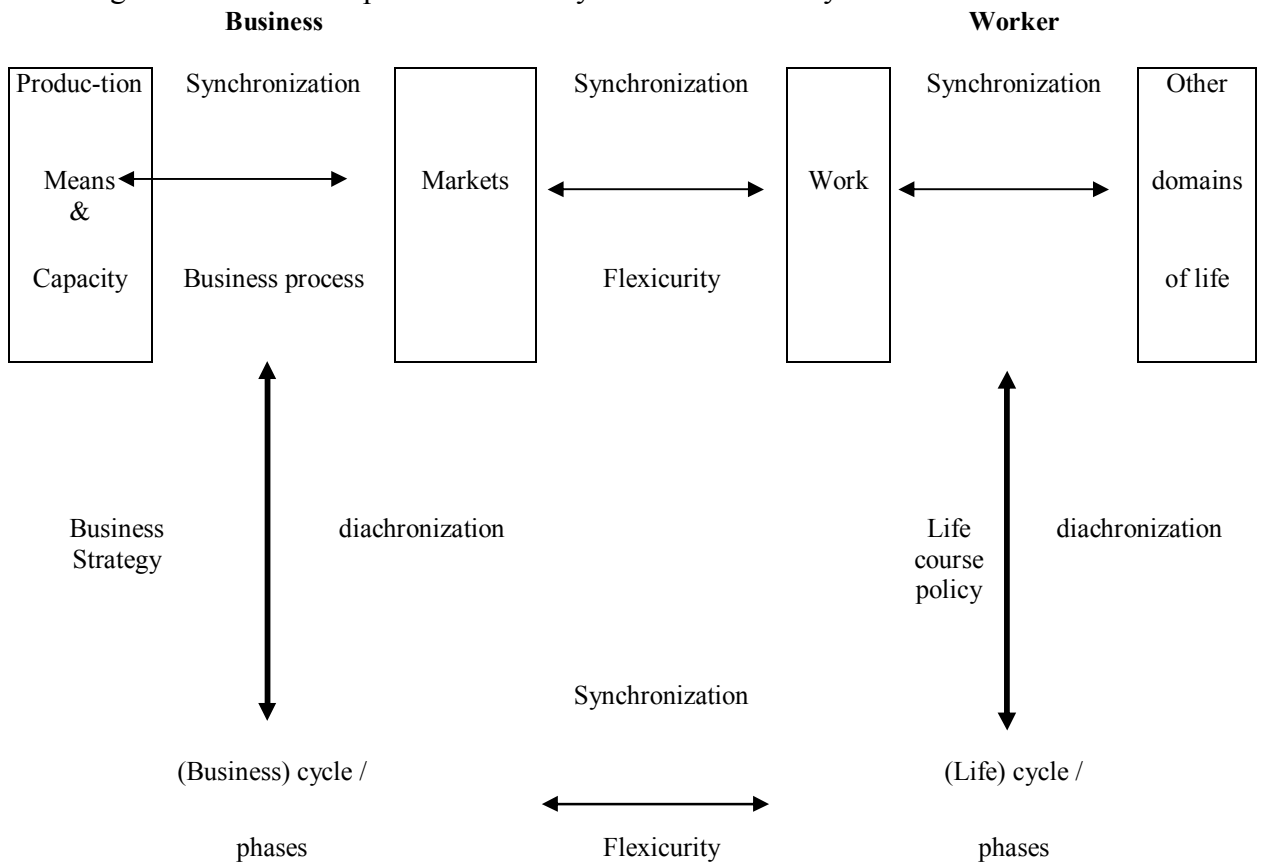 Business Worker
Produc-tion Synchronization Synchronization Synchronization Other
Means Markets Work domains
&
Capacity Business process Flexicurity of life
Business diachronization Life diachronization
Strategy course
policy
Synchronization
(Business) cycle / (Life) cycle /
phases Flexicurity phases